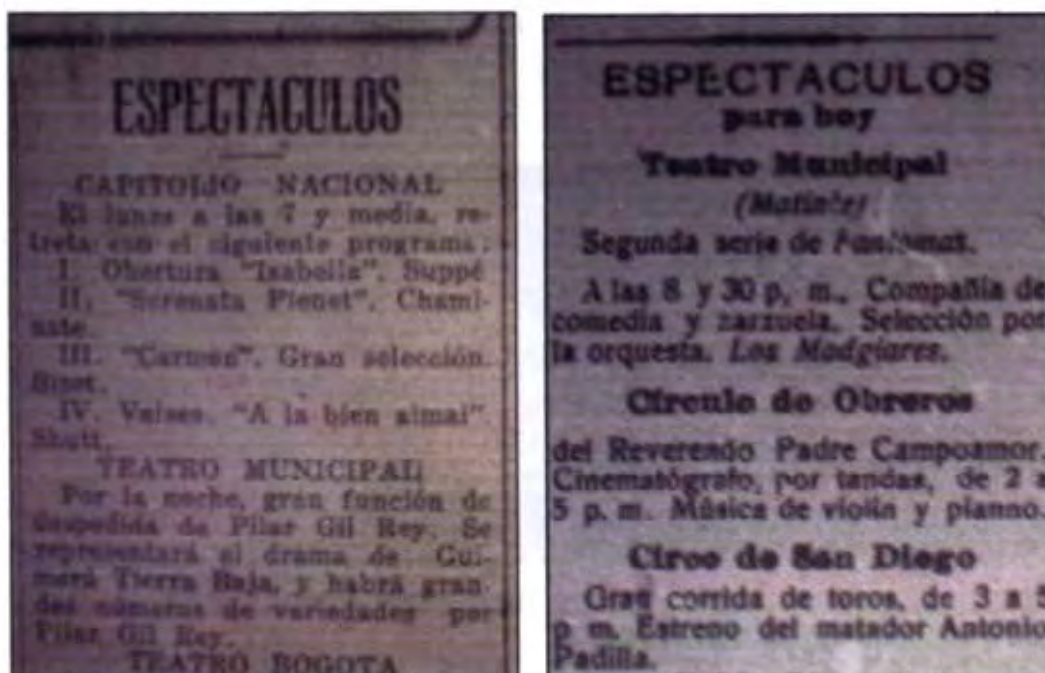 ESPECTACULOS
CAPITOLIO NACIONAL
El lunes a las 7 y media, re-
treta con el siguiente programa:
I. Obertura "Isabella". Suppé
II. "Serenata Pienet". Chami-
nate.
III. "Carmen". Gran selección.
Bizet.
IV. Valses. "A la bien aimai"
Shutt.
TEATRO MUNICIPAL
Por la noche, gran función de
despedida de Pilar Gil Rey. Se
representará el drama de Gui-
merá Tierra Baja, y habrá gran-
des números de variedades por
Pilar Gil Rey.
TEATRO BOGOTA
ESPECTACULOS
para hoy
Teatro Municipal
(Matinée)
Segunda serie de Fantomas.
A las 8 y 30 p. m., Compañía de
comedia y zarzuela. Selección por
la orquesta. Los Madgiares.
Círculo de Obreros
del Reverendo Padre Campoamor.
Cinematógrafo, por tandas, de 2 a
5 p. m. Música de violín y pianno.
Circo de San Diego
Gran corrida de toros, de 3 a 5
p m. Estreno del matador Antonio
Padilla.